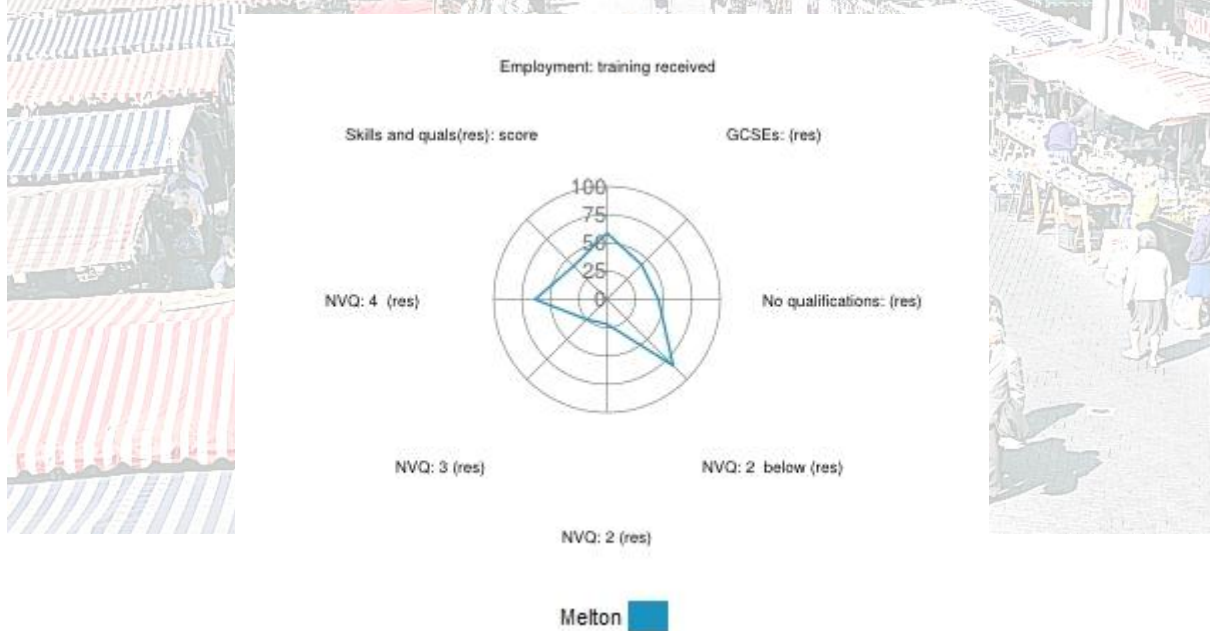 Employment: training received
Skills and quals(res): score
GCSEs: (res)
100
75
50
25
0
NVQ: 4 (res)
No qualifications: (res)
NVQ: 3 (res)
NVQ: 2 below (res)
NVQ: 2 (res)
Melton